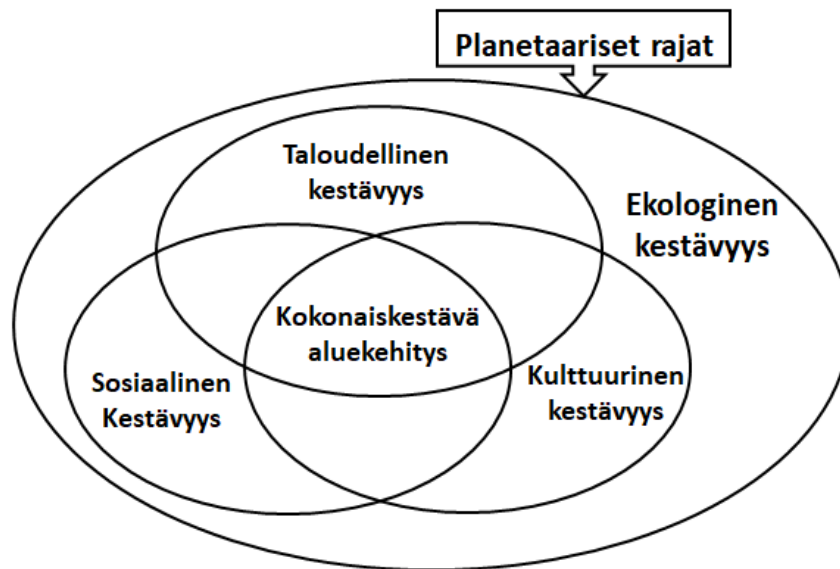 Planetaariset rajat
Taloudellinen
kestävyys
Ekologinen
kestävyys
Kokonaiskestävä
aluekehitys
Sosiaalinen
Kestävyys
Kulttuurinen
kestävyys